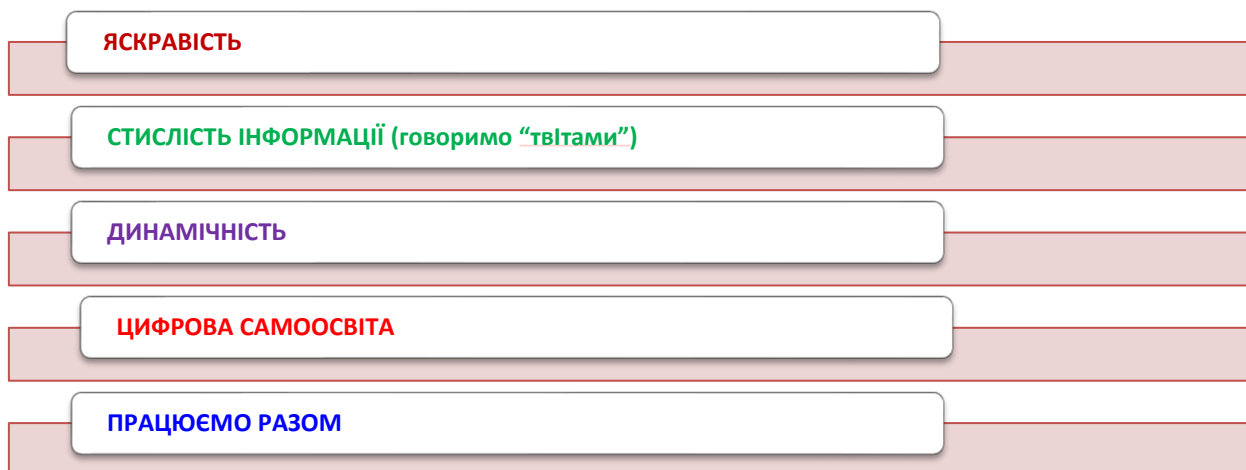 ЯСКРАВІСТЬ
СТИСЛІСТЬ ІНФОРМАЦІЇ (говоримо “твІтами”)
ДИНАМІЧНІСТЬ
ЦИФРОВА САМООСВІТА
ПРАЦЮЄМО РАЗОМ